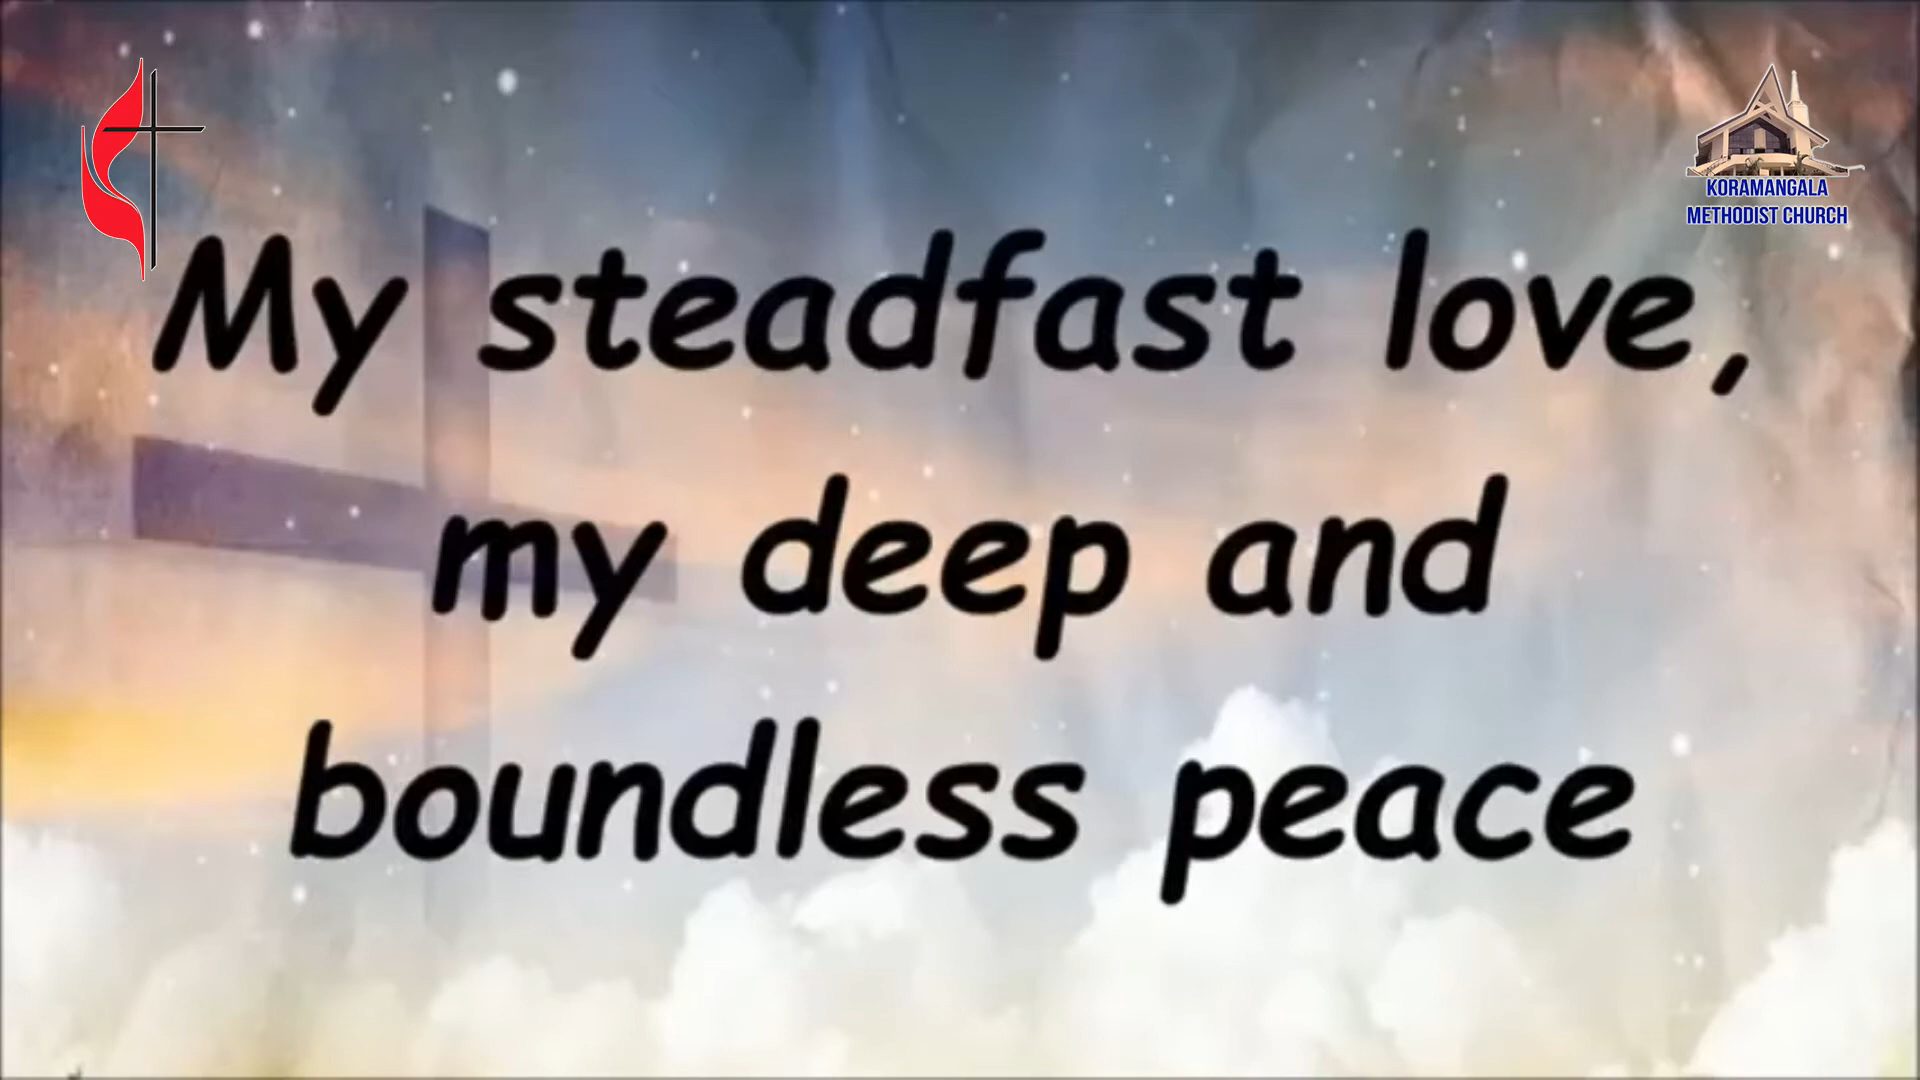 KORAMANGALA
METHODIST CHURCH
My steadfast love,
my deep and
boundless peace